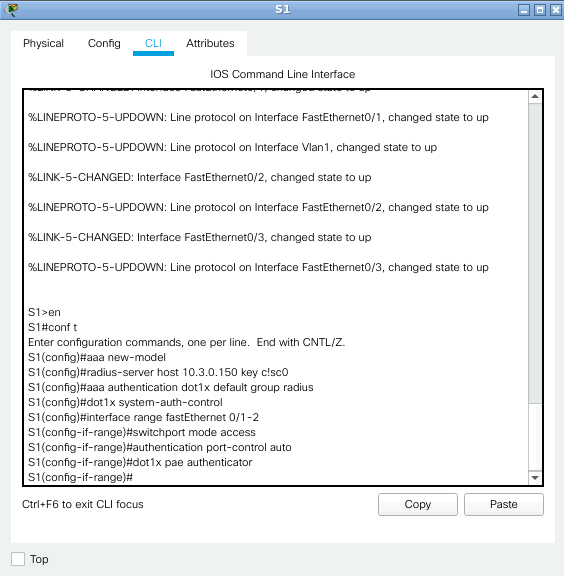 S1
Physical Config CLI Attributes
IOS Command Line Interface
%LINEPROTO-5-UPDOWN: Line protocol on Interface FastEthernet0/1, changed state to up
%LINEPROTO-5-UPDOWN: Line protocol on Interface Vlan1, changed state to up
%LINK-5-CHANGED: Interface FastEthernet0/2, changed state to up
%LINEPROTO-5-UPDOWN: Line protocol on Interface FastEthernet0/2, changed state to up
%LINK-5-CHANGED: Interface FastEthernet0/3, changed state to up
%LINEPROTO-5-UPDOWN: Line protocol on Interface FastEthernet0/3, changed state to up
S1>en
S1#conf t
Enter configuration commands, one per line. End with CNTL/Z.
S1(config)#aaa new-model
S1(config)#radius-server host 10.3.0.150 key c!sc0
S1(config)#aaa authentication dot1x default group radius
S1(config)#dot1x system-auth-control
S1(config)#interface range fastEthernet 0/1-2
S1(config-if-range)#switchport mode access
S1(config-if-range)#authentication port-control auto
S1(config-if-range)#dot1x pae authenticator
S1(config-if-range)#
Ctrl+F6 to exit CLI focus
Copy
Paste
Top